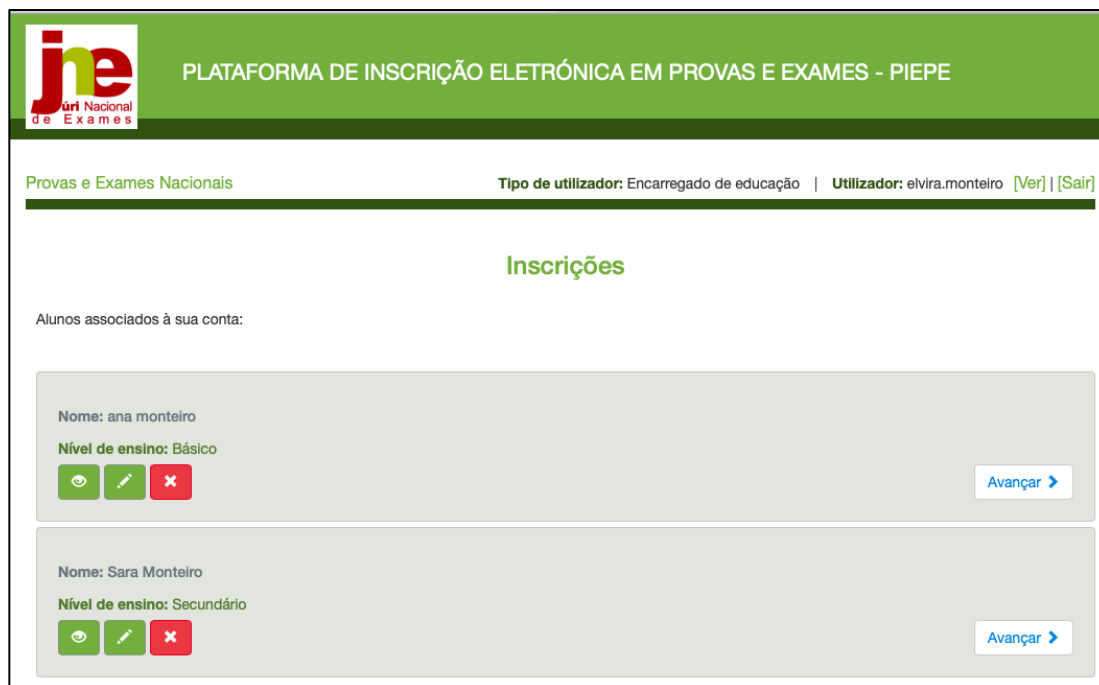 jne
úri Nacional
de Exames
PLATAFORMA DE INSCRIÇÃO ELETRÓNICA EM PROVAS E EXAMES - PIEPE
Provas e Exames Nacionais
Tipo de utilizador: Encarregado de educação | Utilizador: elvira.monteiro [Ver] | [Sair]
Inscrições
Alunos associados à sua conta:
Nome: ana monteiro
Nível de ensino: Básico
Avançar
Nome: Sara Monteiro
Nível de ensino: Secundário
Avançar